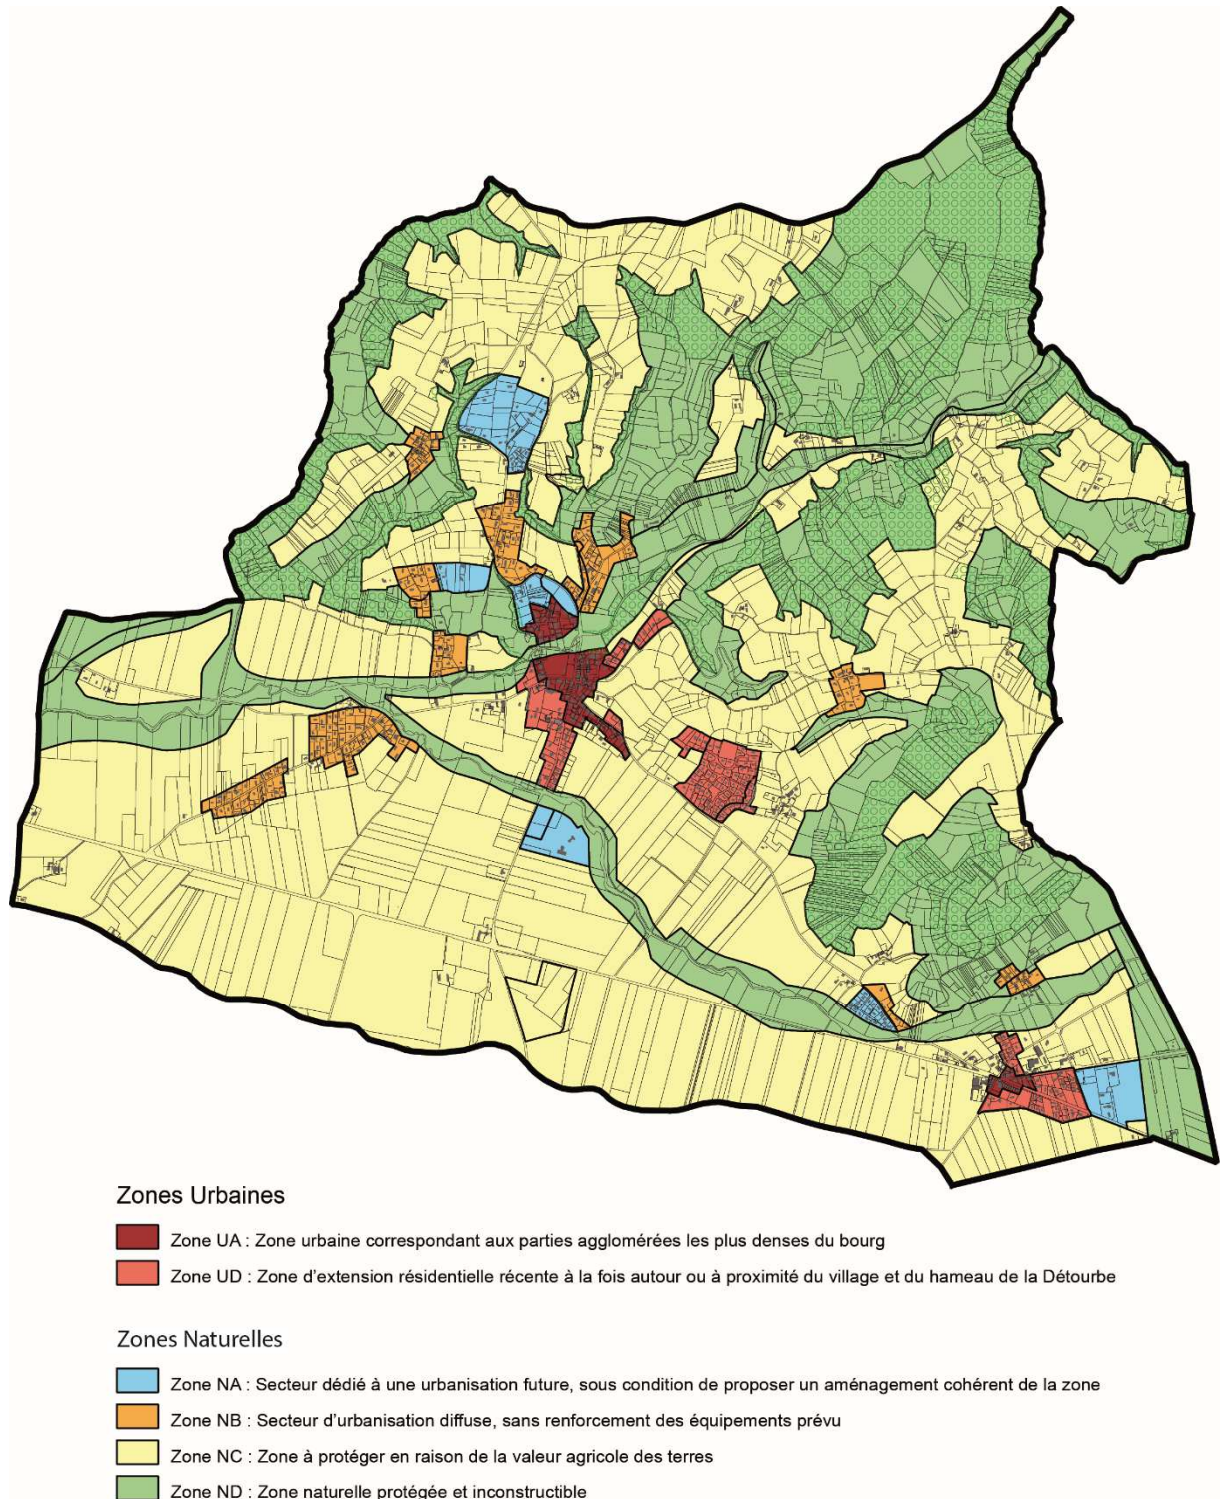 Zones Urbaines
Zone UA : Zone urbaine correspondant aux parties agglomérées les plus denses du bourg
Zone UD : Zone d'extension résidentielle récente à la fois autour ou à proximité du village et du hameau de la Détourbe
Zones Naturelles
Zone NA : Secteur dédié à une urbanisation future, sous condition de proposer un aménagement cohérent de la zone
Zone NB : Secteur d'urbanisation diffuse, sans renforcement des équipements prévu
Zone NC : Zone à protéger en raison de la valeur agricole des terres
Zone ND : Zone naturelle protégée et inconstructible